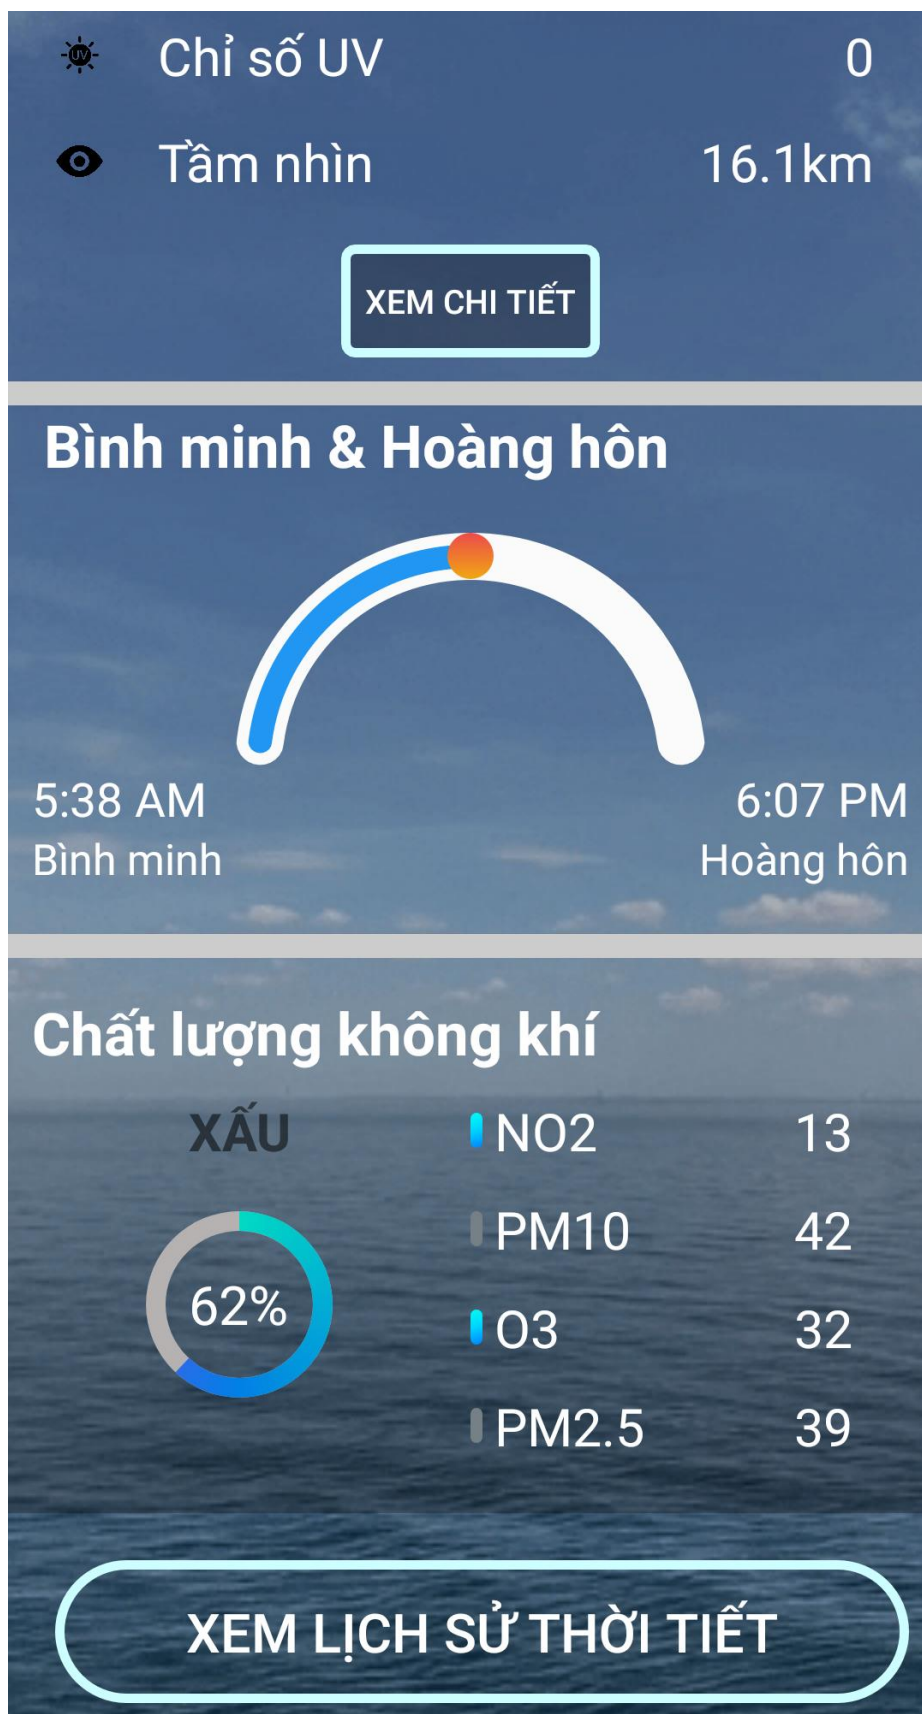 UV
Chỉ số UV 0
Tầm nhìn 16.1km
XEM CHI TIẾT
Bình minh & Hoàng hôn
5:38 AM 6:07 PM
Bình minh Hoàng hôn
Chất lượng không khí
XẤU NO2 13
PM10 42
62%
O3 32
PM2.5 39
XEM LỊCH SỬ THỜI TIẾT